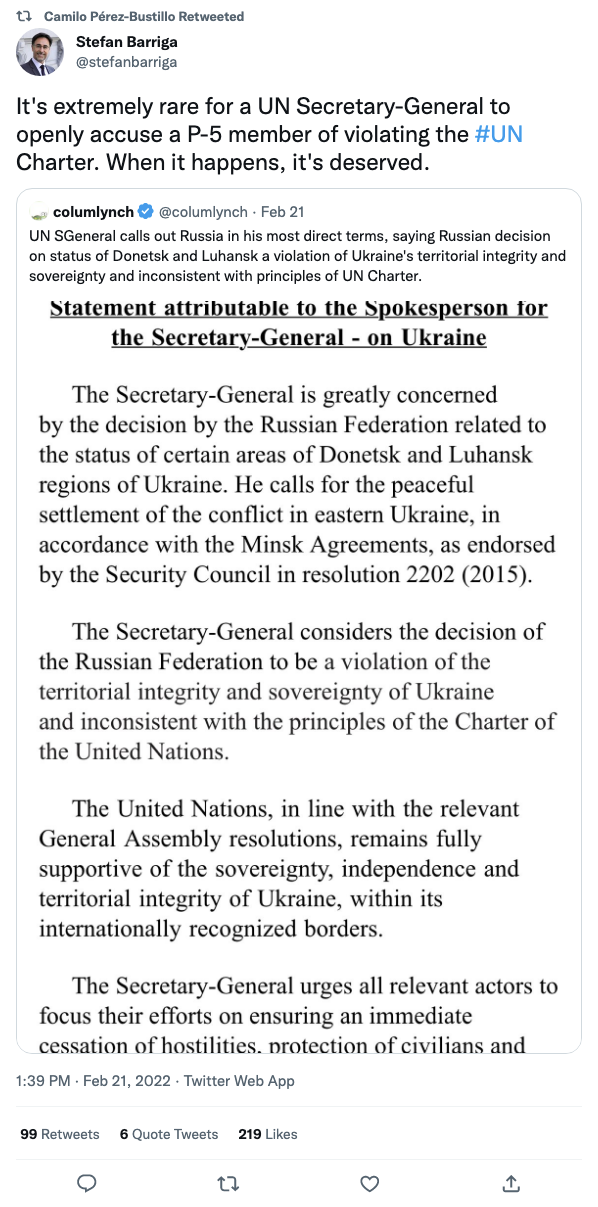 Camilo Pérez-Bustillo Retweeted
Stefan Barriga
@stefanbarriga
It's extremely rare for a UN Secretary-General to
openly accuse a P-5 member of violating the #UN
Charter. When it happens, it's deserved.
columlynch @columlynch · Feb 21
UN SGeneral calls out Russia in his most direct terms, saying Russian decision
on status of Donetsk and Luhansk a violation of Ukraine's territorial integrity and
sovereignty and inconsistent with principles of UN Charter.
Statement attributable to the Spokesperson for
the Secretary-General - on Ukraine
The Secretary-General is greatly concerned
by the decision by the Russian Federation related to
the status of certain areas of Donetsk and Luhansk
regions of Ukraine. He calls for the peaceful
settlement of the conflict in eastern Ukraine, in
accordance with the Minsk Agreements, as endorsed
by the Security Council in resolution 2202 (2015).
The Secretary-General considers the decision of
the Russian Federation to be a violation of the
territorial integrity and sovereignty of Ukraine
and inconsistent with the principles of the Charter of
the United Nations.
The United Nations, in line with the relevant
General Assembly resolutions, remains fully
supportive of the sovereignty, independence and
territorial integrity of Ukraine, within its
internationally recognized borders.
The Secretary-General urges all relevant actors to
focus their efforts on ensuring an immediate
cessation of hostilities, protection of civilians and
1:39 PM · Feb 21, 2022 · Twitter Web App
99 Retweets 6 Quote Tweets 219 Likes